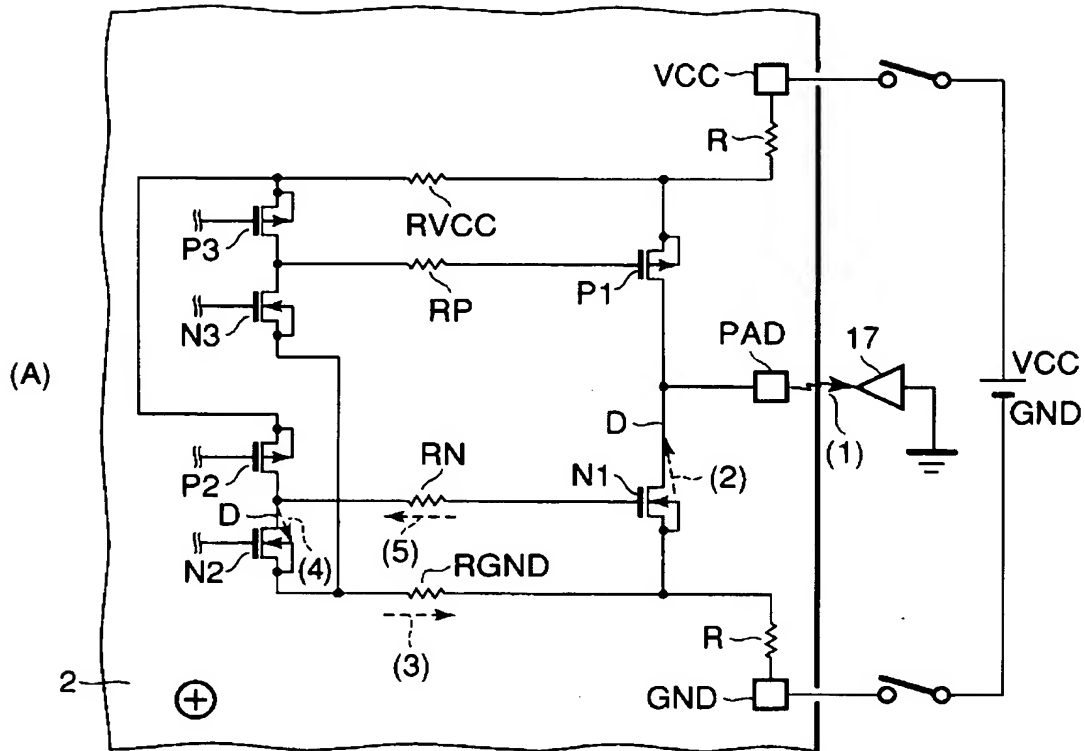 VCC
R
RVCC
P3
RP
P1
N3
(A)
PAD
17
VCC
GND
(1)
D
RN
P2
N1
(2)
D
(5)
(4)
N2
RGND
(3)
R
2
+
GND